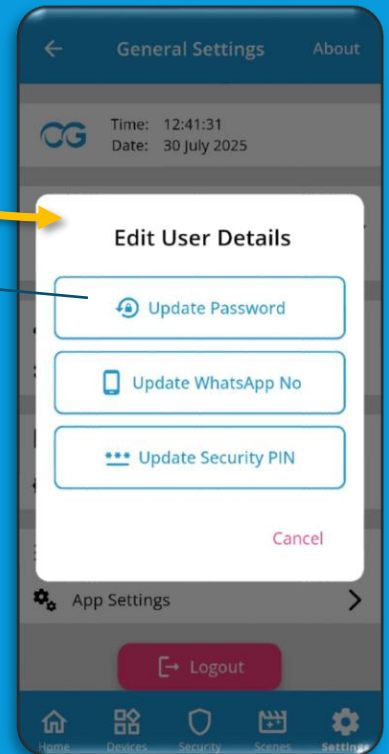 General Settings
About
CG
Time: 12:41:31
Date: 30 July 2025
Edit User Details
Update Password
Update WhatsApp No
*** Update Security PIN
Cancel
App Settings
Logout
Home
Devices
Security
Scenes
Settings